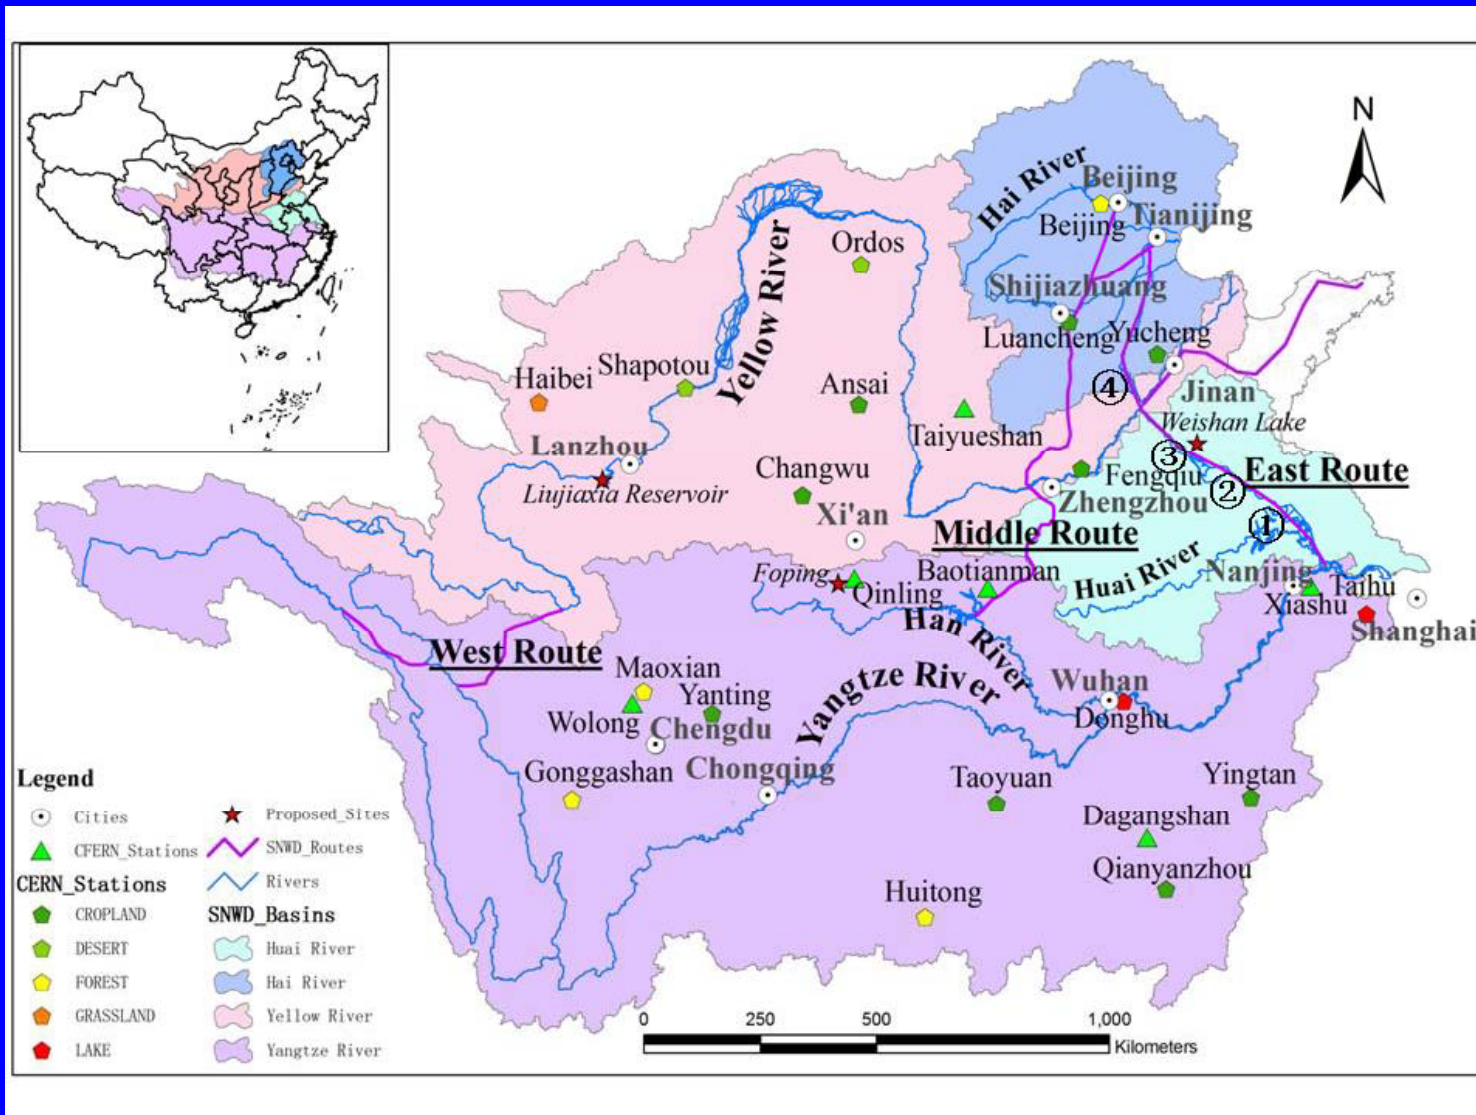 N
Hai River
Beijing
Beijing
Tianijing
Ordos
Shijiazhuang
Yellow River
Luancheng
Yucheng
Haibei
Shapotou
Ansai
④
Jinan
Weishan Lake
Taiyueshan
Lanzhou
③
East Route
Liujiaxia Reservoir
Changwu
Fengqiu
②
Zhengzhou
Xi'an
Middle Route
①
Huai River
Foping
Qinling
Baotianman
Nanjing
Taihu
Xiashu
Han River
Shanghai
West Route
Maoxian
Yangtze River
Wuhan
Yanting
Wolong
Donghu
Chengdu
Gonggashan
Chongqing
Taoyuan
Yingtan
Dagangshan
Qianyanzhou
Huitong
Legend
Cities
Proposed_Sites
CFERN_Stations
SNWD_Routes
CERN_Stations
Rivers
CROPLAND
SNWD_Basins
DESERT
Huai River
FOREST
Hai River
GRASSLAND
Yellow River
LAKE
Yangtze River
0 250 500 1,000
Kilometers